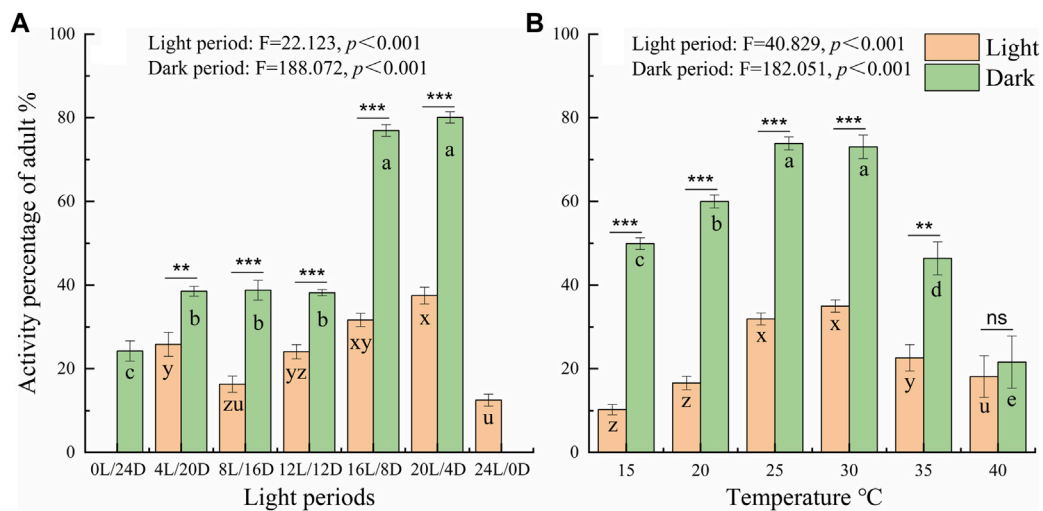 A
Light period: F=22.123, p＜0.001
Dark period: F=188.072, p＜0.001
Activity percentage of adult %
100
80
60
40
20
0
c
y
**
b
zu
***
b
yz
***
b
xy
***
a
x
***
a
u
0L/24D 4L/20D 8L/16D 12L/12D 16L/8D 20L/4D 24L/0D
Light periods
B
Light period: F=40.829, p＜0.001
Dark period: F=182.051, p＜0.001
Light
Dark
100
80
60
40
20
0
z
***
c
z
***
b
x
***
a
x
***
a
y
**
d
u
ns
e
15 20 25 30 35 40
Temperature °C